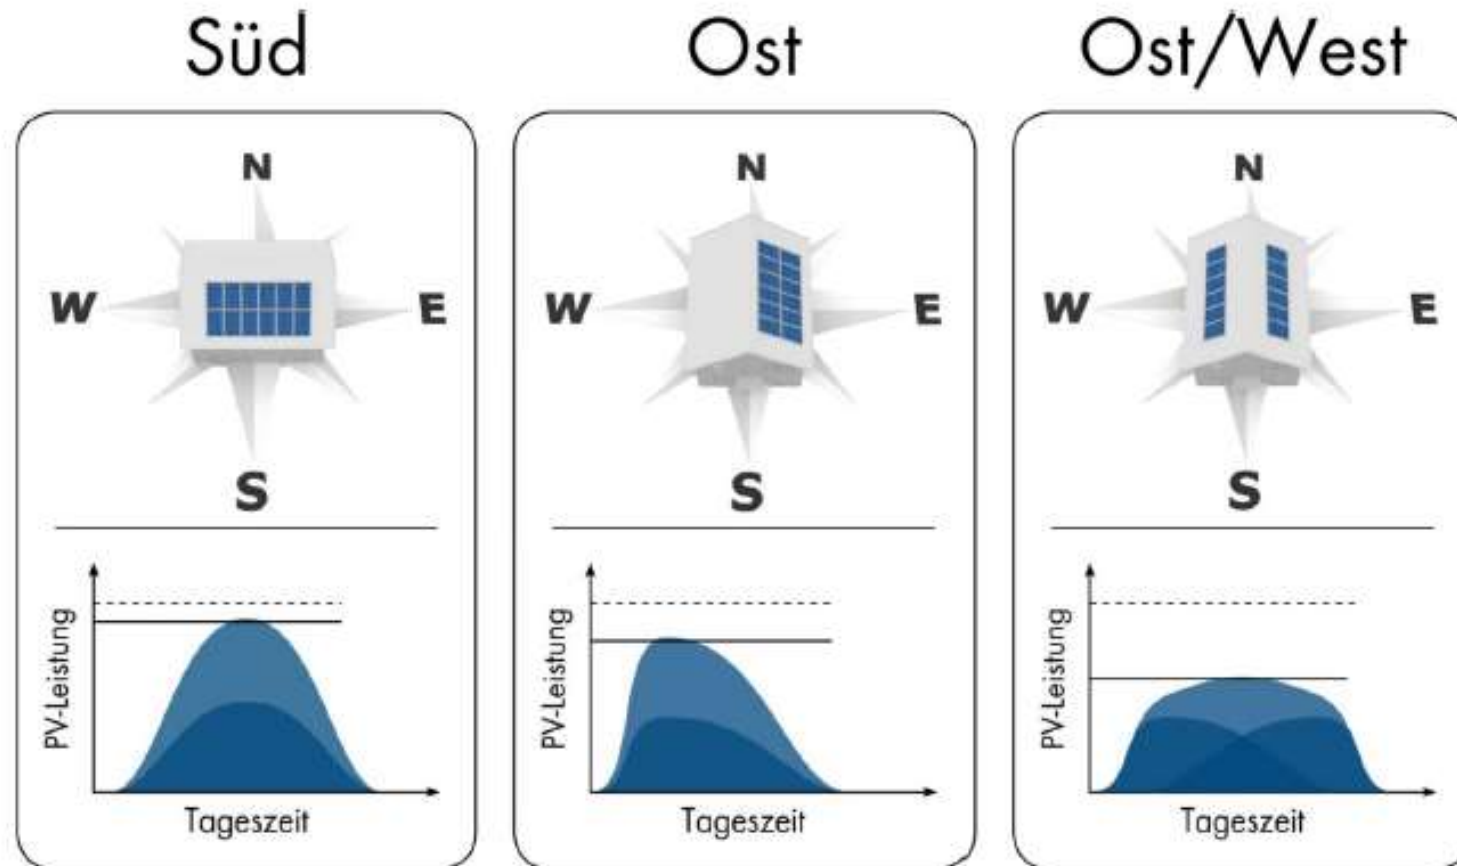 Süd
N
W E
S
PV-Leistung
Tageszeit
Ost
N
W E
S
PV-Leistung
Tageszeit
Ost/West
N
W E
S
PV-Leistung
Tageszeit